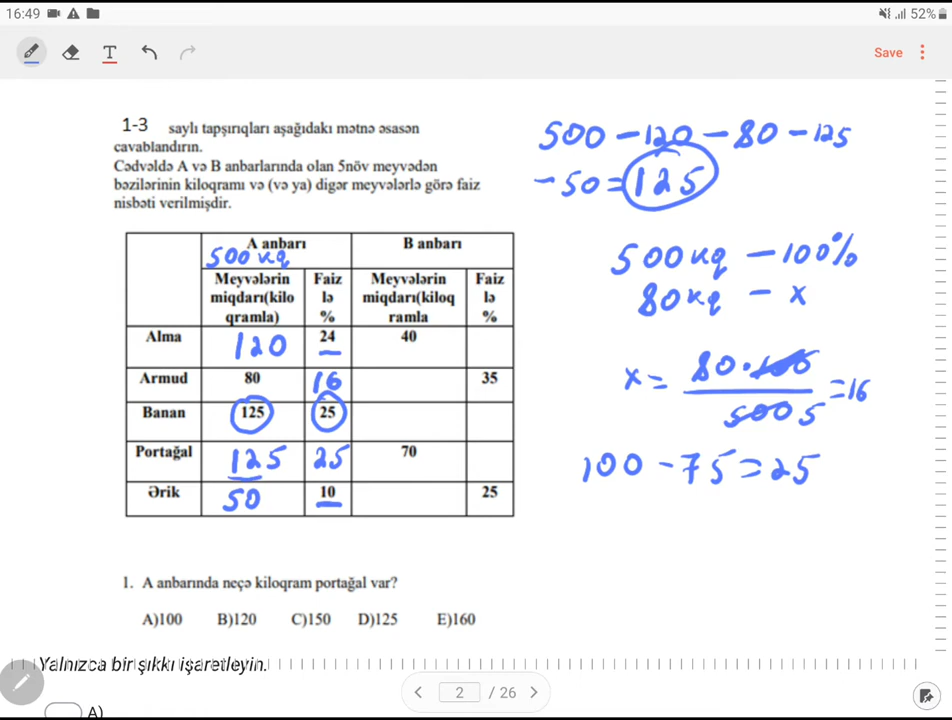 16:49
52%
T
Save
1-3 saylı tapşırıqları aşağıdakı mətnə əsasən
cavablandırın.
Cədvəldə A və B anbarlarında olan 5növ meyvədən
bəzilərinin kiloqramı və (və ya) digər meyvələrlə görə faiz
nisbəti verilmişdir.
A anbarı B anbarı
500 kq
Meyvələrin Faiz Meyvələrin Faiz
miqdarı(kilo lə miqdarı(kiloq lə
qramla) % ramla) %
Alma 120 24 40
Armud 80 16 35
Banan 125 25
Portağal 125 25 70
Ərik 50 10 25
500 - 120 - 80 - 125
- 50 = 125
500 kq - 100%
80 kq - x
x = 80 · 100 / 500 5 = 16
100 - 75 = 25
1. A anbarında neçə kiloqram portağal var?
A)100 B)120 C)150 D)125 E)160
Yalnızca bir şıkkı işaretleyin.
2 / 26
A)